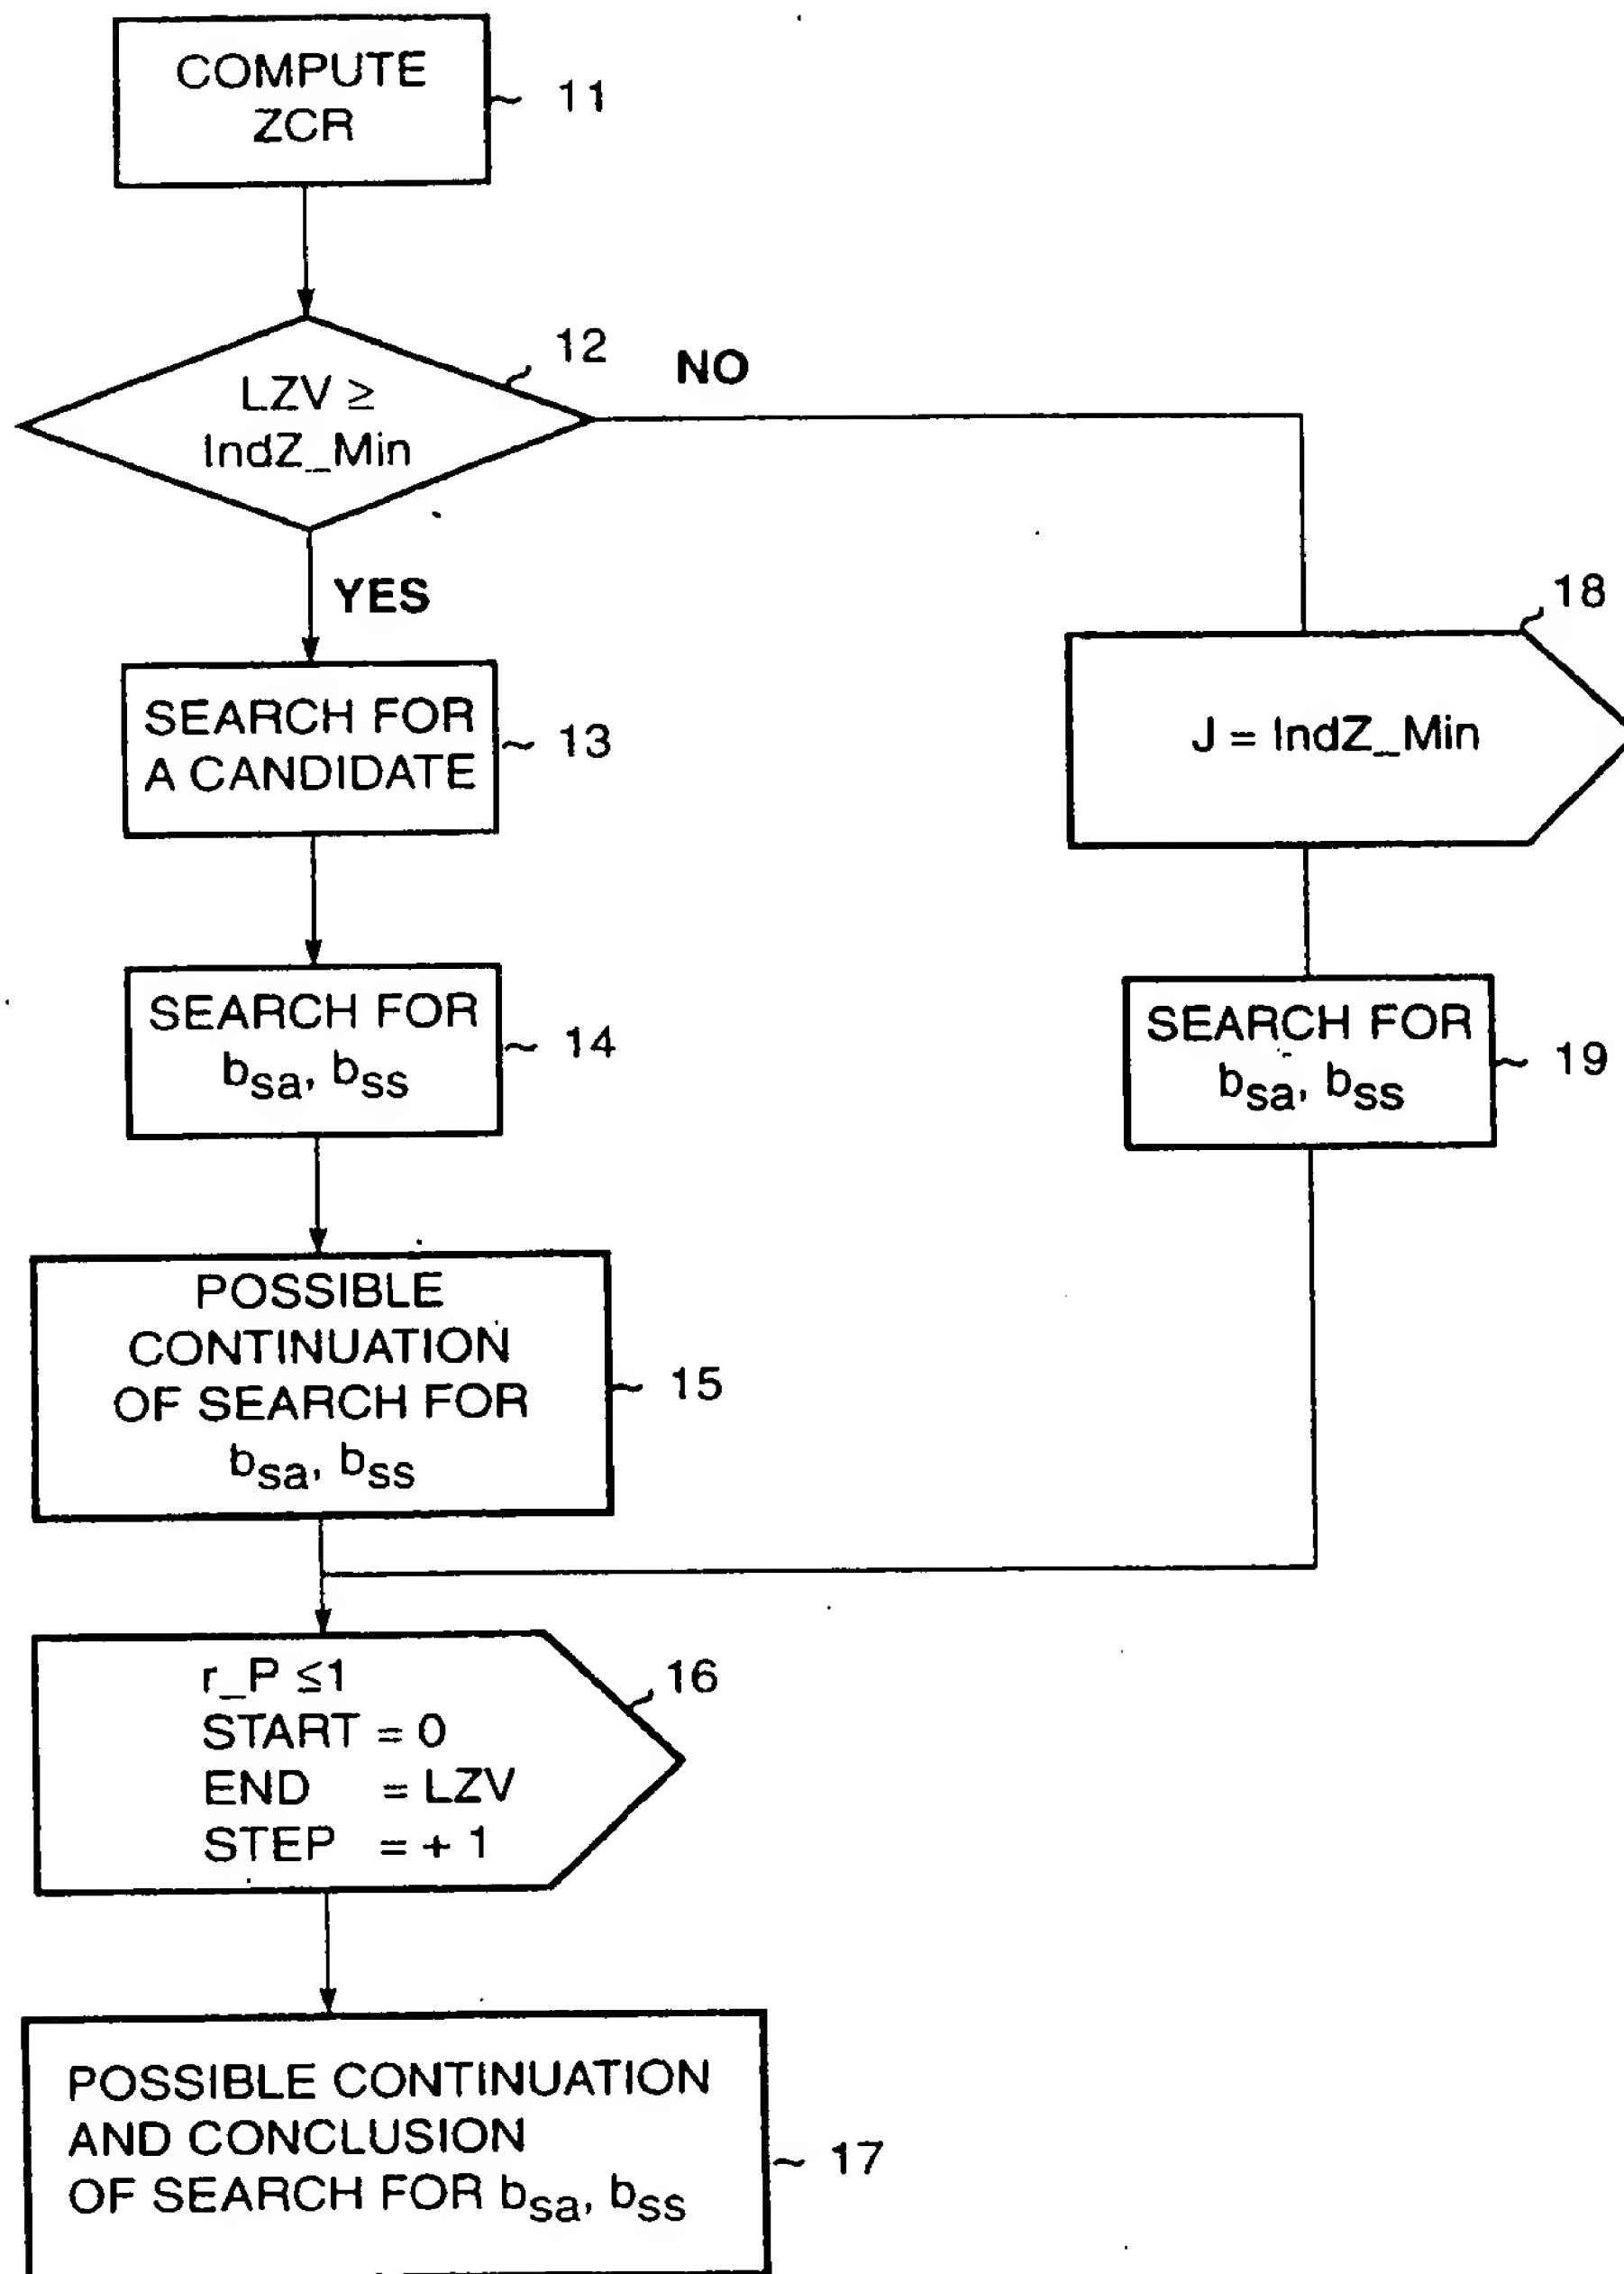 COMPUTE
ZCR
~ 11
12
LZV ≥
IndZ_Min
NO
YES
SEARCH FOR
A CANDIDATE
~ 13
18
J = IndZ_Min
SEARCH FOR
bsa, bss
~ 14
SEARCH FOR
bsa, bss
~ 19
POSSIBLE
CONTINUATION
OF SEARCH FOR
bsa, bss
~ 15
16
r_P ≤1
START = 0
END = LZV
STEP = + 1
POSSIBLE CONTINUATION
AND CONCLUSION
OF SEARCH FOR bsa, bss
~ 17